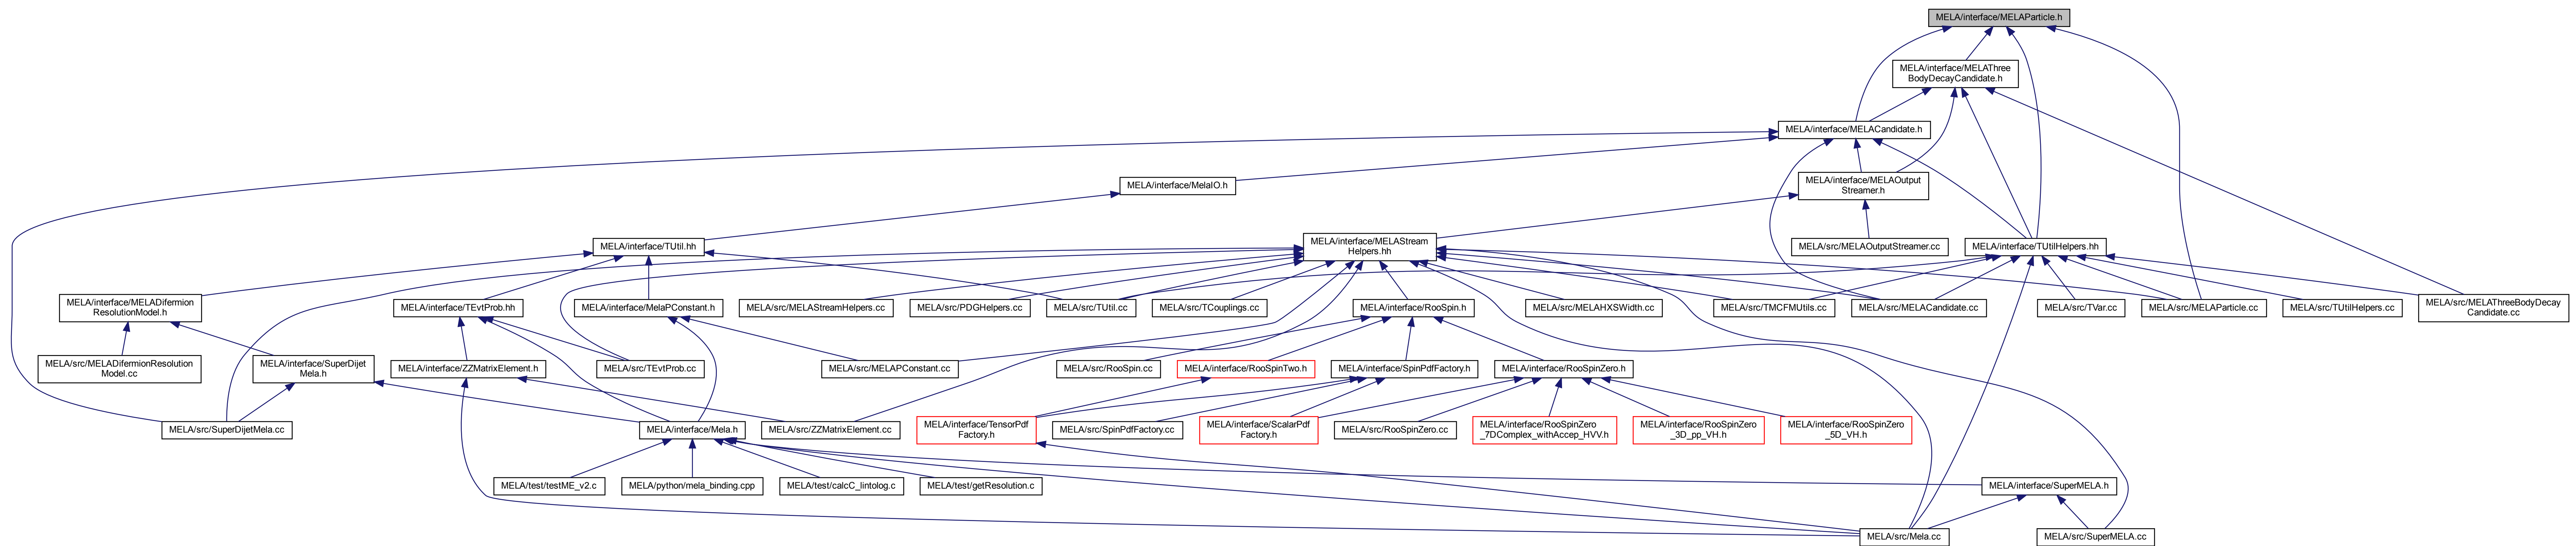 MELA/interface/MELAParticle.h
MELA/interface/MELAThree
BodyDecayCandidate.h
MELA/interface/MELACandidate.h
MELA/interface/MelaIO.h
MELA/interface/MELAOutput
Streamer.h
MELA/interface/TUtil.hh
MELA/interface/MELAStream
Helpers.hh
MELA/src/MELAOutputStreamer.cc
MELA/interface/TUtilHelpers.hh
MELA/interface/MELADifermion
ResolutionModel.h
MELA/interface/TEvtProb.hh
MELA/interface/MelaPConstant.h
MELA/src/MELAStreamHelpers.cc
MELA/src/PDGHelpers.cc
MELA/src/TUtil.cc
MELA/src/TCouplings.cc
MELA/interface/RooSpin.h
MELA/src/MELAHXSWidth.cc
MELA/src/TMCFMUtils.cc
MELA/src/MELACandidate.cc
MELA/src/TVar.cc
MELA/src/MELAParticle.cc
MELA/src/TUtilHelpers.cc
MELA/src/MELAThreeBodyDecay
Candidate.cc
MELA/src/MELADifermionResolution
Model.cc
MELA/interface/SuperDijet
Mela.h
MELA/interface/ZZMatrixElement.h
MELA/src/TEvtProb.cc
MELA/src/MELAPConstant.cc
MELA/src/RooSpin.cc
MELA/interface/RooSpinTwo.h
MELA/interface/SpinPdfFactory.h
MELA/interface/RooSpinZero.h
MELA/src/SuperDijetMela.cc
MELA/interface/Mela.h
MELA/src/ZZMatrixElement.cc
MELA/interface/TensorPdf
Factory.h
MELA/src/SpinPdfFactory.cc
MELA/interface/ScalarPdf
Factory.h
MELA/src/RooSpinZero.cc
MELA/interface/RooSpinZero
_7DComplex_withAccep_HVV.h
MELA/interface/RooSpinZero
_3D_pp_VH.h
MELA/interface/RooSpinZero
_5D_VH.h
MELA/test/testME_v2.c
MELA/python/mela_binding.cpp
MELA/test/calcC_lintolog.c
MELA/test/getResolution.c
MELA/interface/SuperMELA.h
MELA/src/Mela.cc
MELA/src/SuperMELA.cc